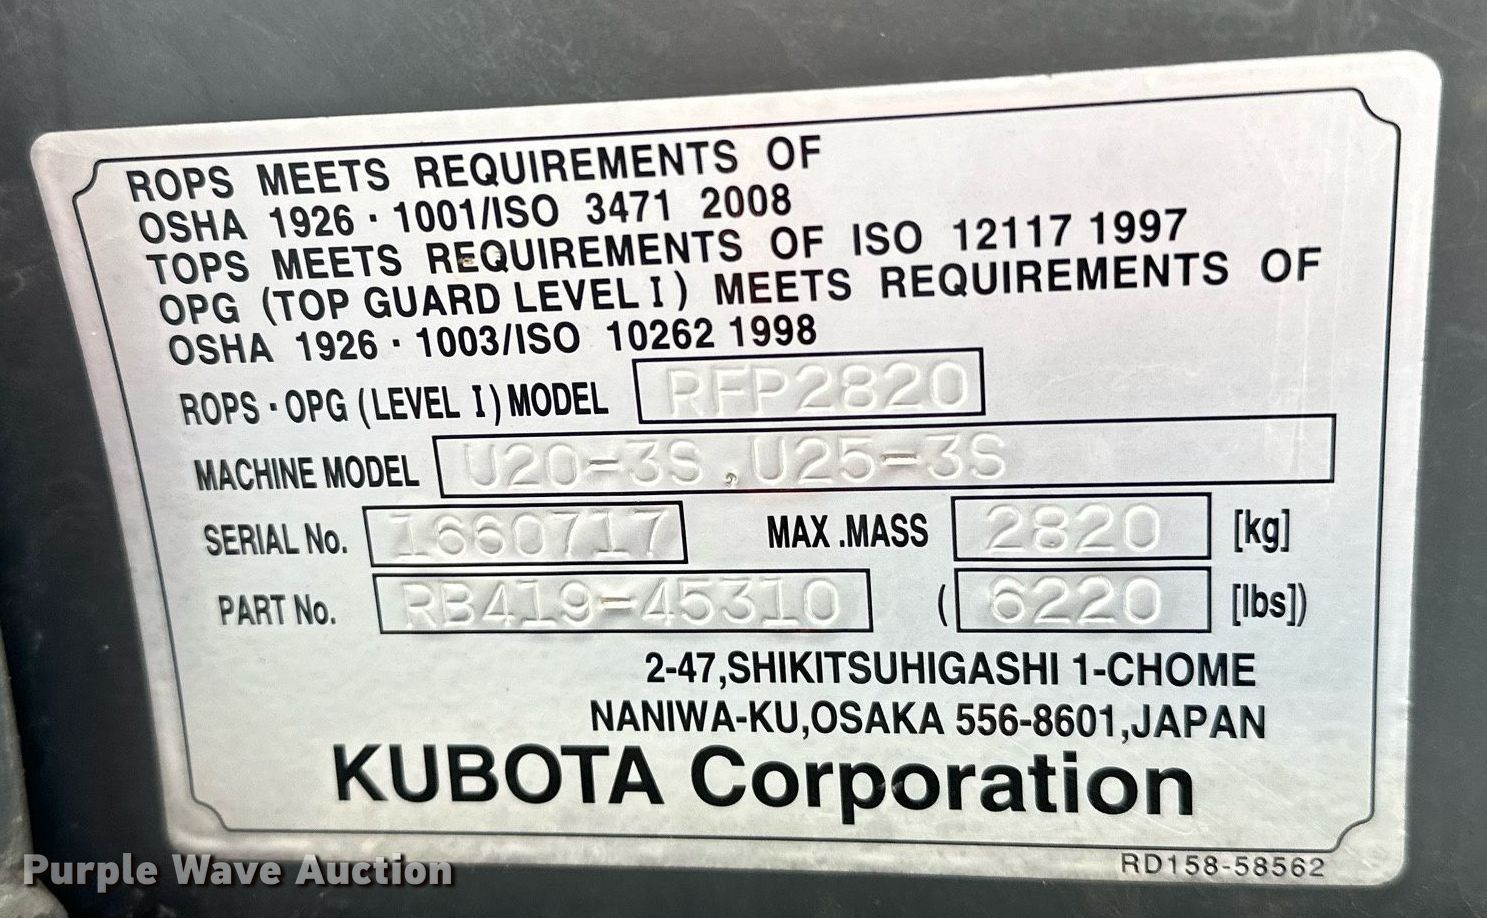 ROPS MEETS REQUIREMENTS OF
OSHA 1926・1001/ISO 3471 2008
TOPS MEETS REQUIREMENTS OF ISO 12117 1997
OPG (TOP GUARD LEVEL I) MEETS REQUIREMENTS OF
OSHA 1926・1003/ISO 10262 1998
ROPS・OPG (LEVEL I) MODEL RFP2820
MACHINE MODEL U20-3S,U25-3S
SERIAL No. 1660717 MAX .MASS 2820 [kg]
PART No. RB419-45310 (6220 [lbs])
2-47,SHIKITSUHIGASHI 1-CHOME
NANIWA-KU,OSAKA 556-8601,JAPAN
KUBOTA Corporation
RD158-58562
Purple Wave Auction